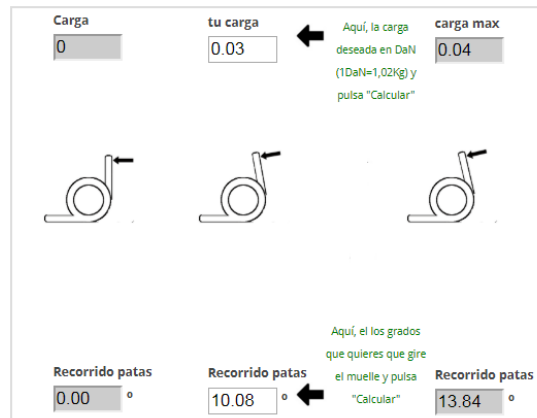 Carga
tu carga
carga max
0
0.03
0.04
Aquí, la carga
deseada en DaN
(1DaN=1,02Kg) y
pulsa "Calcular"
Aquí, el los grados
que quieres que gire
el muelle y pulsa
"Calcular"
Recorrido patas
Recorrido patas
Recorrido patas
0.00 º
10.08 º
13.84 º